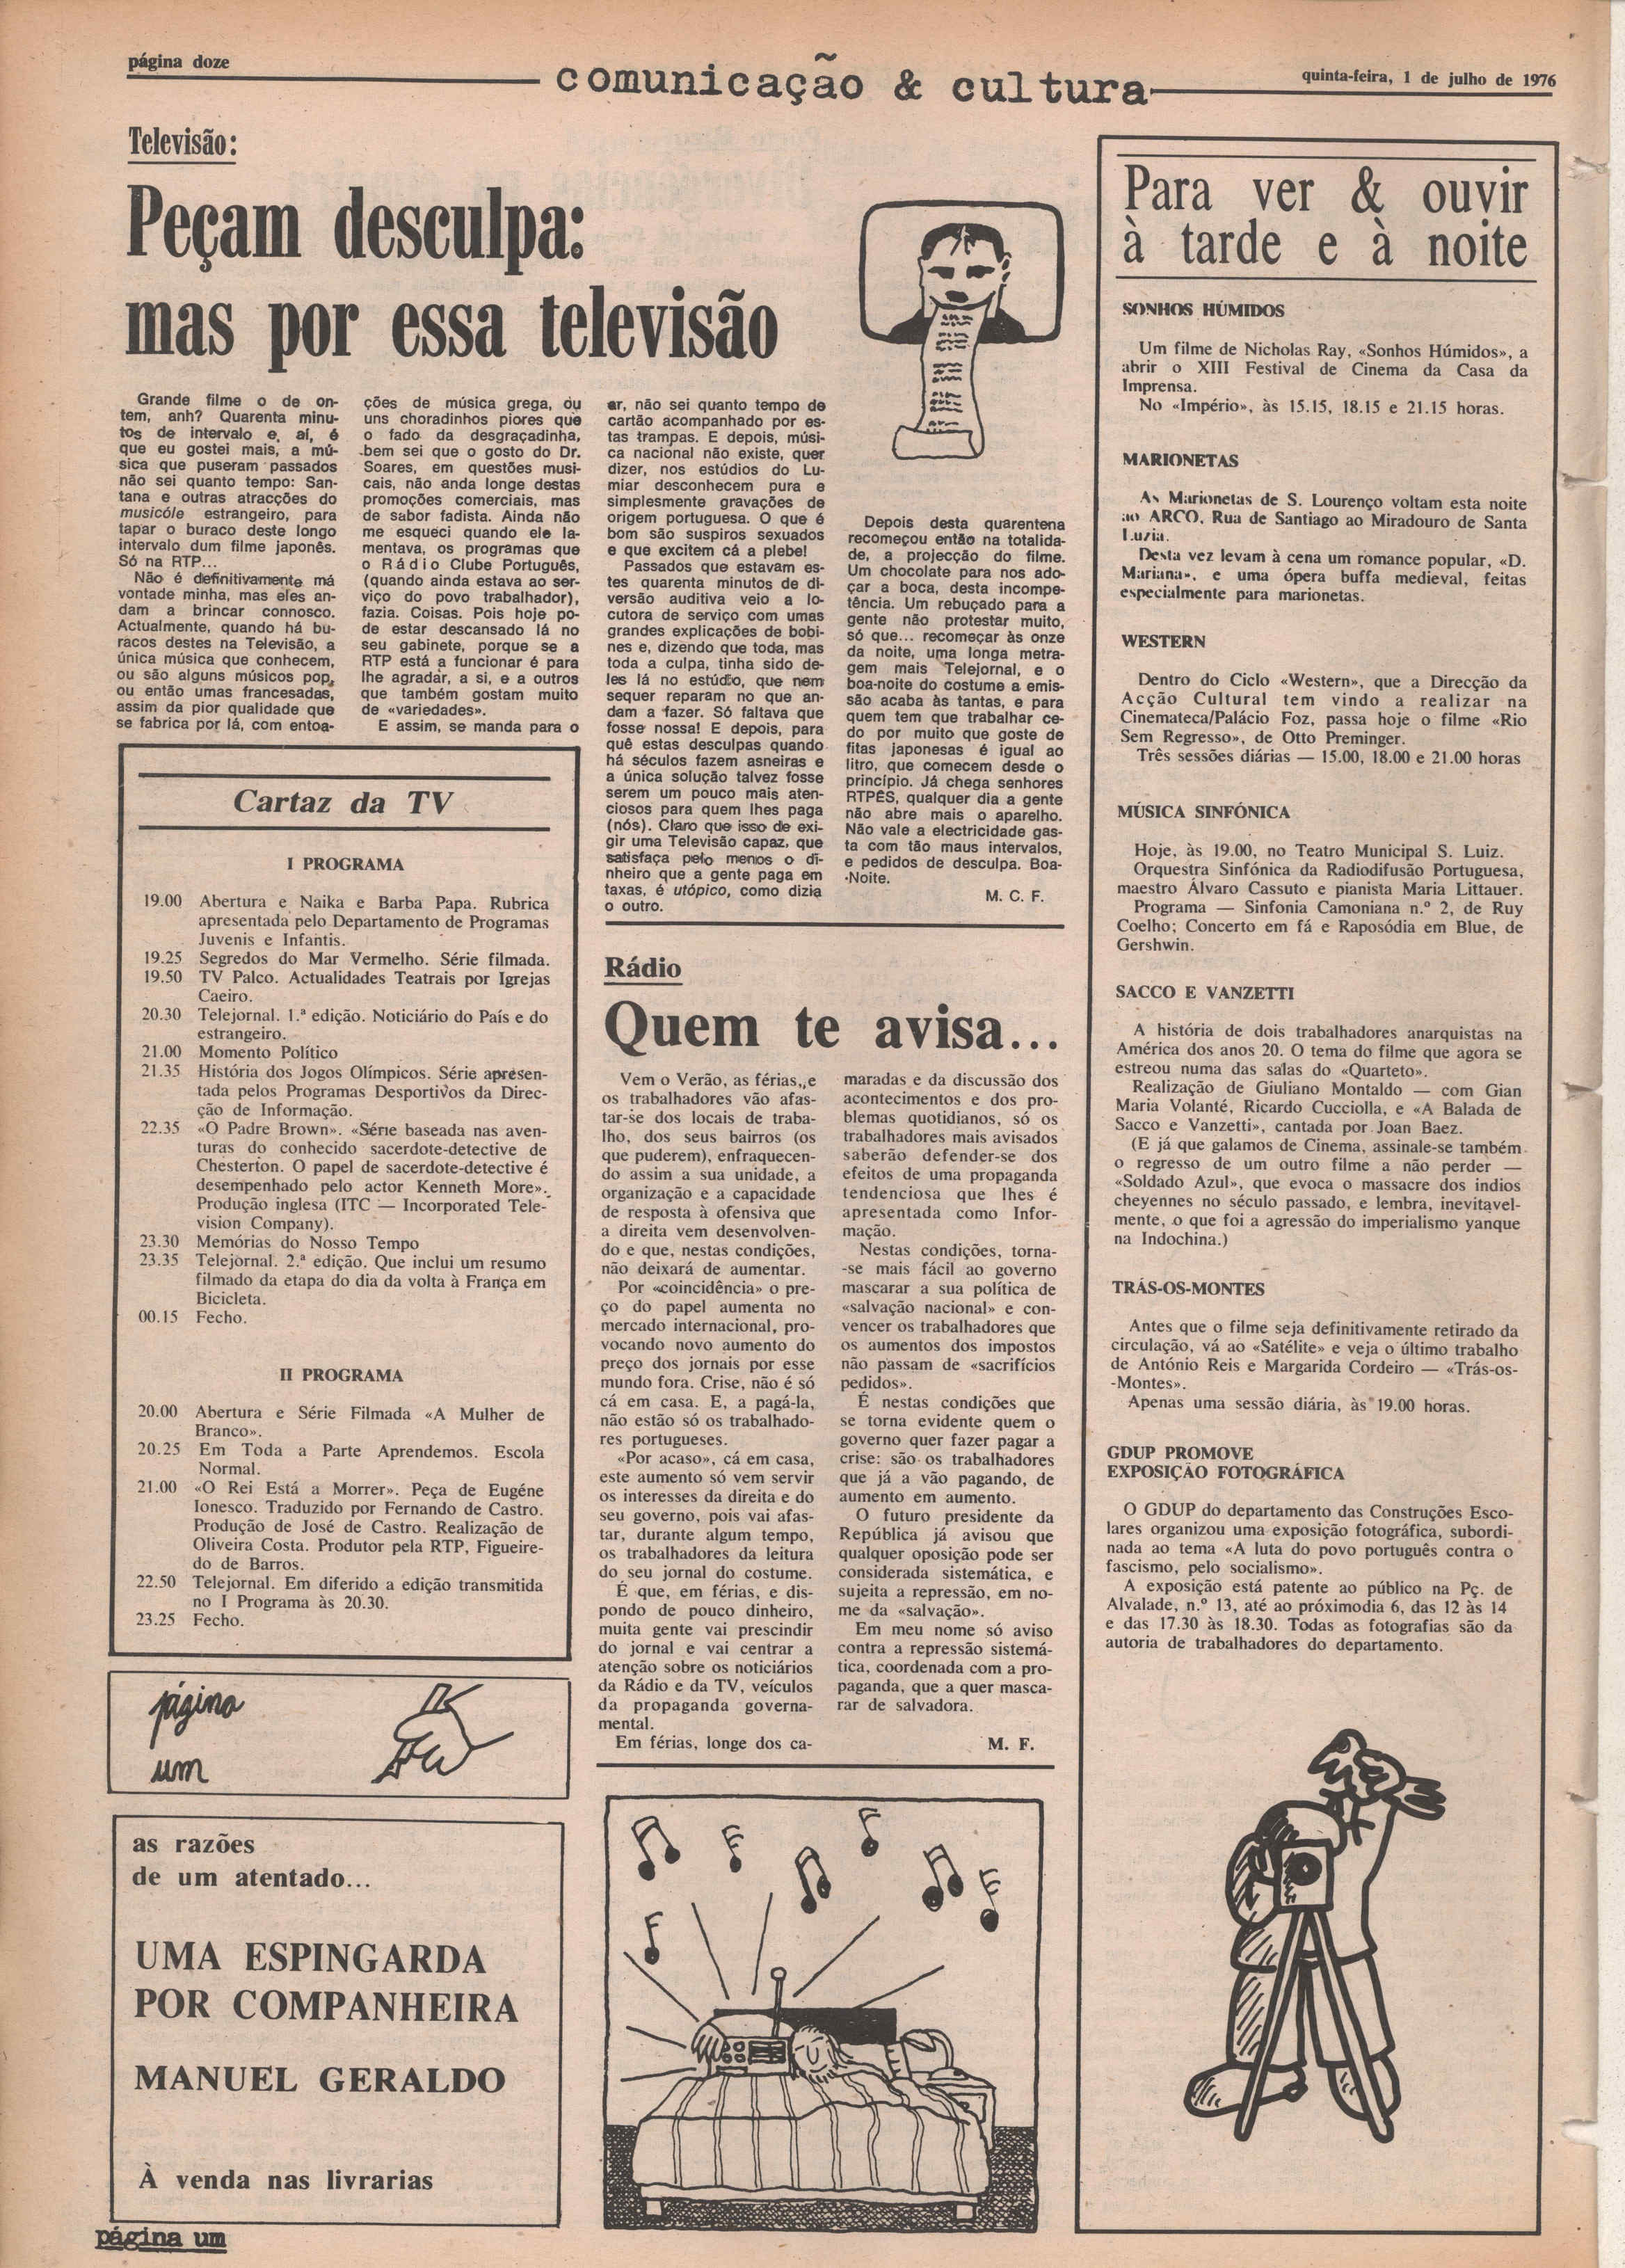 página doze
comunicação & cultura
quinta-feira, 1 de julho de 1976
Televisão:
Peçam desculpa:
mas por essa televisão
Grande filme o de on-
tem, anh? Quarenta minu-
tos de intervalo e, aí, é
que eu gostei mais, a mú-
sica que puseram passados
não sei quanto tempo: San-
tana e outras atracções do
musicóle estrangeiro, para
tapar o buraco deste longo
intervalo dum filme japonês.
Só na RTP...
Não é definitivamente má
vontade minha, mas eles an-
dam a brincar connosco.
Actualmente, quando há bu-
racos destes na Televisão, a
única música que conhecem,
ou são alguns músicos pop,
ou então umas francesadas,
assim da pior qualidade que
se fabrica por lá, com entoa-
ções de música grega, ou
uns choradinhos piores que
o fado da desgraçadinha,
bem sei que o gosto do Dr.
Soares, em questões musi-
cais, não anda longe destas
promoções comerciais, mas
de sabor fadista. Ainda não
me esqueci quando ele la-
mentava, os programas que
o Rádio Clube Português,
(quando ainda estava ao ser-
viço do povo trabalhador),
fazia. Coisas. Pois hoje po-
de estar descansado lá no
seu gabinete, porque se a
RTP está a funcionar é para
lhe agradar, a si, e a outros
que também gostam muito
de «variedades».
E assim, se manda para o
ar, não sei quanto tempo de
cartão acompanhado por es-
tas trampas. E depois, músi-
ca nacional não existe, quer
dizer, nos estúdios do Lu-
miar desconhecem pura e
simplesmente gravações de
origem portuguesa. O que é
bom são suspiros sexuados
e que excitem cá a plebe!
Passados que estavam es-
tes quarenta minutos de di-
versão auditiva veio a lo-
cutora de serviço com umas
grandes explicações de bobi-
nes e, dizendo que toda, mas
toda a culpa, tinha sido de-
les lá no estúdio, que nem
sequer reparam no que an-
dam a fazer. Só faltava que
fosse nossa! E depois, para
quê estas desculpas quando
há séculos fazem asneiras e
a única solução talvez fosse
serem um pouco mais aten-
ciosos para quem lhes paga
(nós). Claro que isso de exi-
gir uma Televisão capaz, que
satisfaça pelo menos o di-
nheiro que a gente paga em
taxas, é utópico, como dizia
o outro.
Depois desta quarentena
recomeçou então na totalida-
de, a projecção do filme.
Um chocolate para nos ado-
çar a boca, desta incompe-
tência. Um rebuçado para a
gente não protestar muito,
só que... recomeçar às onze
da noite, uma longa metra-
gem mais Telejornal, e o
boa-noite do costume a emis-
são acaba às tantas, e para
quem tem que trabalhar ce-
do por muito que goste de
fitas japonesas é igual ao
litro, que comecem desde o
princípio. Já chega senhores
RTPÊS, qualquer dia a gente
não abre mais o aparelho.
Não vale a electricidade gas-
ta com tão maus intervalos,
e pedidos de desculpa. Boa-
-Noite.
M. C. F.
Cartaz da TV
I PROGRAMA
19.00 Abertura e Naika e Barba Papa. Rubrica
apresentada pelo Departamento de Programas
Juvenis e Infantis.
19.25 Segredos do Mar Vermelho. Série filmada.
19.50 TV Palco. Actualidades Teatrais por Igrejas
Caeiro.
20.30 Telejornal. 1.ª edição. Noticiário do País e do
estrangeiro.
21.00 Momento Político
21.35 História dos Jogos Olímpicos. Série apresen-
tada pelos Programas Desportivos da Direc-
ção de Informação.
22.35 «O Padre Brown». «Série baseada nas aven-
turas do conhecido sacerdote-detective de
Chesterton. O papel de sacerdote-detective é
desempenhado pelo actor Kenneth More».
Produção inglesa (ITC — Incorporated Tele-
vision Company).
23.30 Memórias do Nosso Tempo
23.35 Telejornal. 2.ª edição. Que inclui um resumo
filmado da etapa do dia da volta à França em
Bicicleta.
00.15 Fecho.
II PROGRAMA
20.00 Abertura e Série Filmada «A Mulher de
Branco».
20.25 Em Toda a Parte Aprendemos. Escola
Normal.
21.00 «O Rei Está a Morrer». Peça de Eugéne
Ionesco. Traduzido por Fernando de Castro.
Produção de José de Castro. Realização de
Oliveira Costa. Produtor pela RTP, Figueire-
do de Barros.
22.50 Telejornal. Em diferido a edição transmitida
no I Programa às 20.30.
23.25 Fecho.
página
um
as razões
de um atentado...
UMA ESPINGARDA
POR COMPANHEIRA
MANUEL GERALDO
À venda nas livrarias
página um
Rádio
Quem te avisa...
Vem o Verão, as férias, e
os trabalhadores vão afas-
tar-se dos locais de traba-
lho, dos seus bairros (os
que puderem), enfraquecen-
do assim a sua unidade, a
organização e a capacidade
de resposta à ofensiva que
a direita vem desenvolven-
do e que, nestas condições,
não deixará de aumentar.
Por «coincidência» o pre-
ço do papel aumenta no
mercado internacional, pro-
vocando novo aumento do
preço dos jornais por esse
mundo fora. Crise, não é só
cá em casa. E, a pagá-la,
não estão só os trabalhado-
res portugueses.
«Por acaso», cá em casa,
este aumento só vem servir
os interesses da direita e do
seu governo, pois vai afas-
tar, durante algum tempo,
os trabalhadores da leitura
do seu jornal do costume.
É que, em férias, e dis-
pondo de pouco dinheiro,
muita gente vai prescindir
do jornal e vai centrar a
atenção sobre os noticiários
da Rádio e da TV, veículos
da propaganda governa-
mental.
Em férias, longe dos ca-
maradas e da discussão dos
acontecimentos e dos pro-
blemas quotidianos, só os
trabalhadores mais avisados
saberão defender-se dos
efeitos de uma propaganda
tendenciosa que lhes é
apresentada como Infor-
mação.
Nestas condições, torna-
-se mais fácil ao governo
mascarar a sua política de
«salvação nacional» e con-
vencer os trabalhadores que
os aumentos dos impostos
não passam de «sacrifícios
pedidos».
É nestas condições que
se torna evidente quem o
governo quer fazer pagar a
crise: são os trabalhadores
que já a vão pagando, de
aumento em aumento.
O futuro presidente da
República já avisou que
qualquer oposição pode ser
considerada sistemática, e
sujeita a repressão, em no-
me da «salvação».
Em meu nome só aviso
contra a repressão sistemá-
tica, coordenada com a pro-
paganda, que a quer masca-
rar de salvadora.
M. F.
Para ver & ouvir
à tarde e à noite
SONHOS HÚMIDOS
Um filme de Nicholas Ray, «Sonhos Húmidos», a
abrir o XIII Festival de Cinema da Casa da
Imprensa.
No «Império», às 15.15, 18.15 e 21.15 horas.
MARIONETAS
As Marionetas de S. Lourenço voltam esta noite
ao ARCO, Rua de Santiago ao Miradouro de Santa
Luzia.
Desta vez levam à cena um romance popular, «D.
Mariana», e uma ópera buffa medieval, feitas
especialmente para marionetas.
WESTERN
Dentro do Ciclo «Western», que a Direcção da
Acção Cultural tem vindo a realizar na
Cinemateca/Palácio Foz, passa hoje o filme «Rio
Sem Regresso», de Otto Preminger.
Três sessões diárias — 15.00, 18.00 e 21.00 horas
MÚSICA SINFÓNICA
Hoje, às 19.00, no Teatro Municipal S. Luiz.
Orquestra Sinfónica da Radiodifusão Portuguesa,
maestro Álvaro Cassuto e pianista Maria Littauer.
Programa — Sinfonia Camoniana n.º 2, de Ruy
Coelho; Concerto em fá e Raposódia em Blue, de
Gershwin.
SACCO E VANZETTI
A história de dois trabalhadores anarquistas na
América dos anos 20. O tema do filme que agora se
estreou numa das salas do «Quarteto».
Realização de Giuliano Montaldo — com Gian
Maria Volanté, Ricardo Cucciolla, e «A Balada de
Sacco e Vanzetti», cantada por Joan Baez.
(E já que galamos de Cinema, assinale-se também
o regresso de um outro filme a não perder —
«Soldado Azul», que evoca o massacre dos indios
cheyennes no século passado, e lembra, inevitavel-
mente, o que foi a agressão do imperialismo yanque
na Indochina.)
TRÁS-OS-MONTES
Antes que o filme seja definitivamente retirado da
circulação, vá ao «Satélite» e veja o último trabalho
de António Reis e Margarida Cordeiro — «Trás-os-
-Montes».
Apenas uma sessão diária, às 19.00 horas.
GDUP PROMOVE
EXPOSIÇÃO FOTOGRÁFICA
O GDUP do departamento das Construções Esco-
lares organizou uma exposição fotográfica, subordi-
nada ao tema «A luta do povo português contra o
fascismo, pelo socialismo».
A exposição está patente ao público na Pç. de
Alvalade, n.º 13, até ao próximodia 6, das 12 às 14
e das 17.30 às 18.30. Todas as fotografias são da
autoria de trabalhadores do departamento.